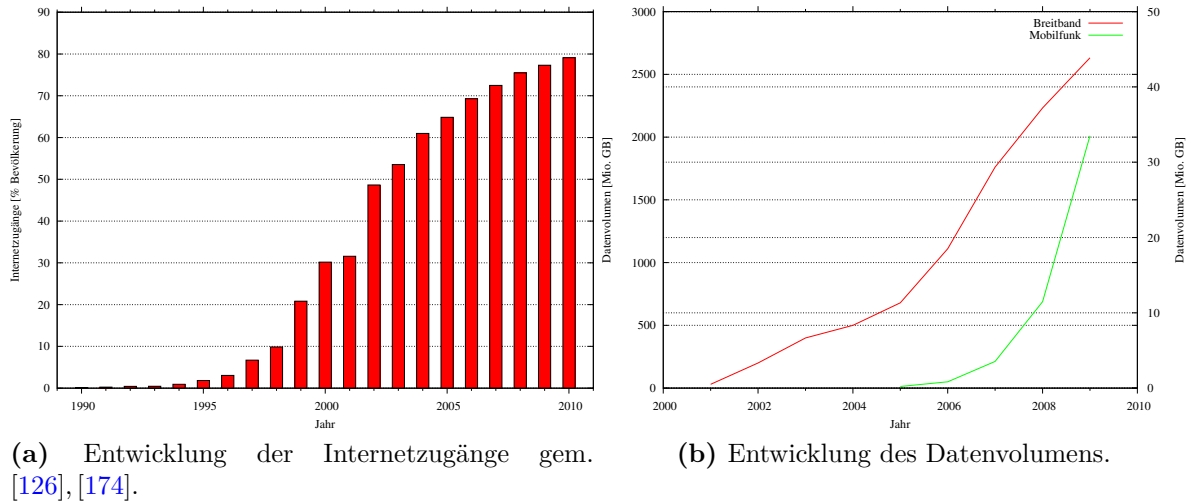 90
80
70
60
50
40
30
20
10
0
1990 1995 2000 2005 2010
Internetzugänge [% Bevölkerung]
Jahr
(a) Entwicklung der Internetzugänge gem.
[126], [174].
3000
2500
2000
1500
1000
500
0
50
40
30
20
10
0
2000 2002 2004 2006 2008 2010
Datenvolumen [Mio. GB]
Datenvolumen [Mio. GB]
Jahr
Breitband
Mobilfunk
(b) Entwicklung des Datenvolumens.